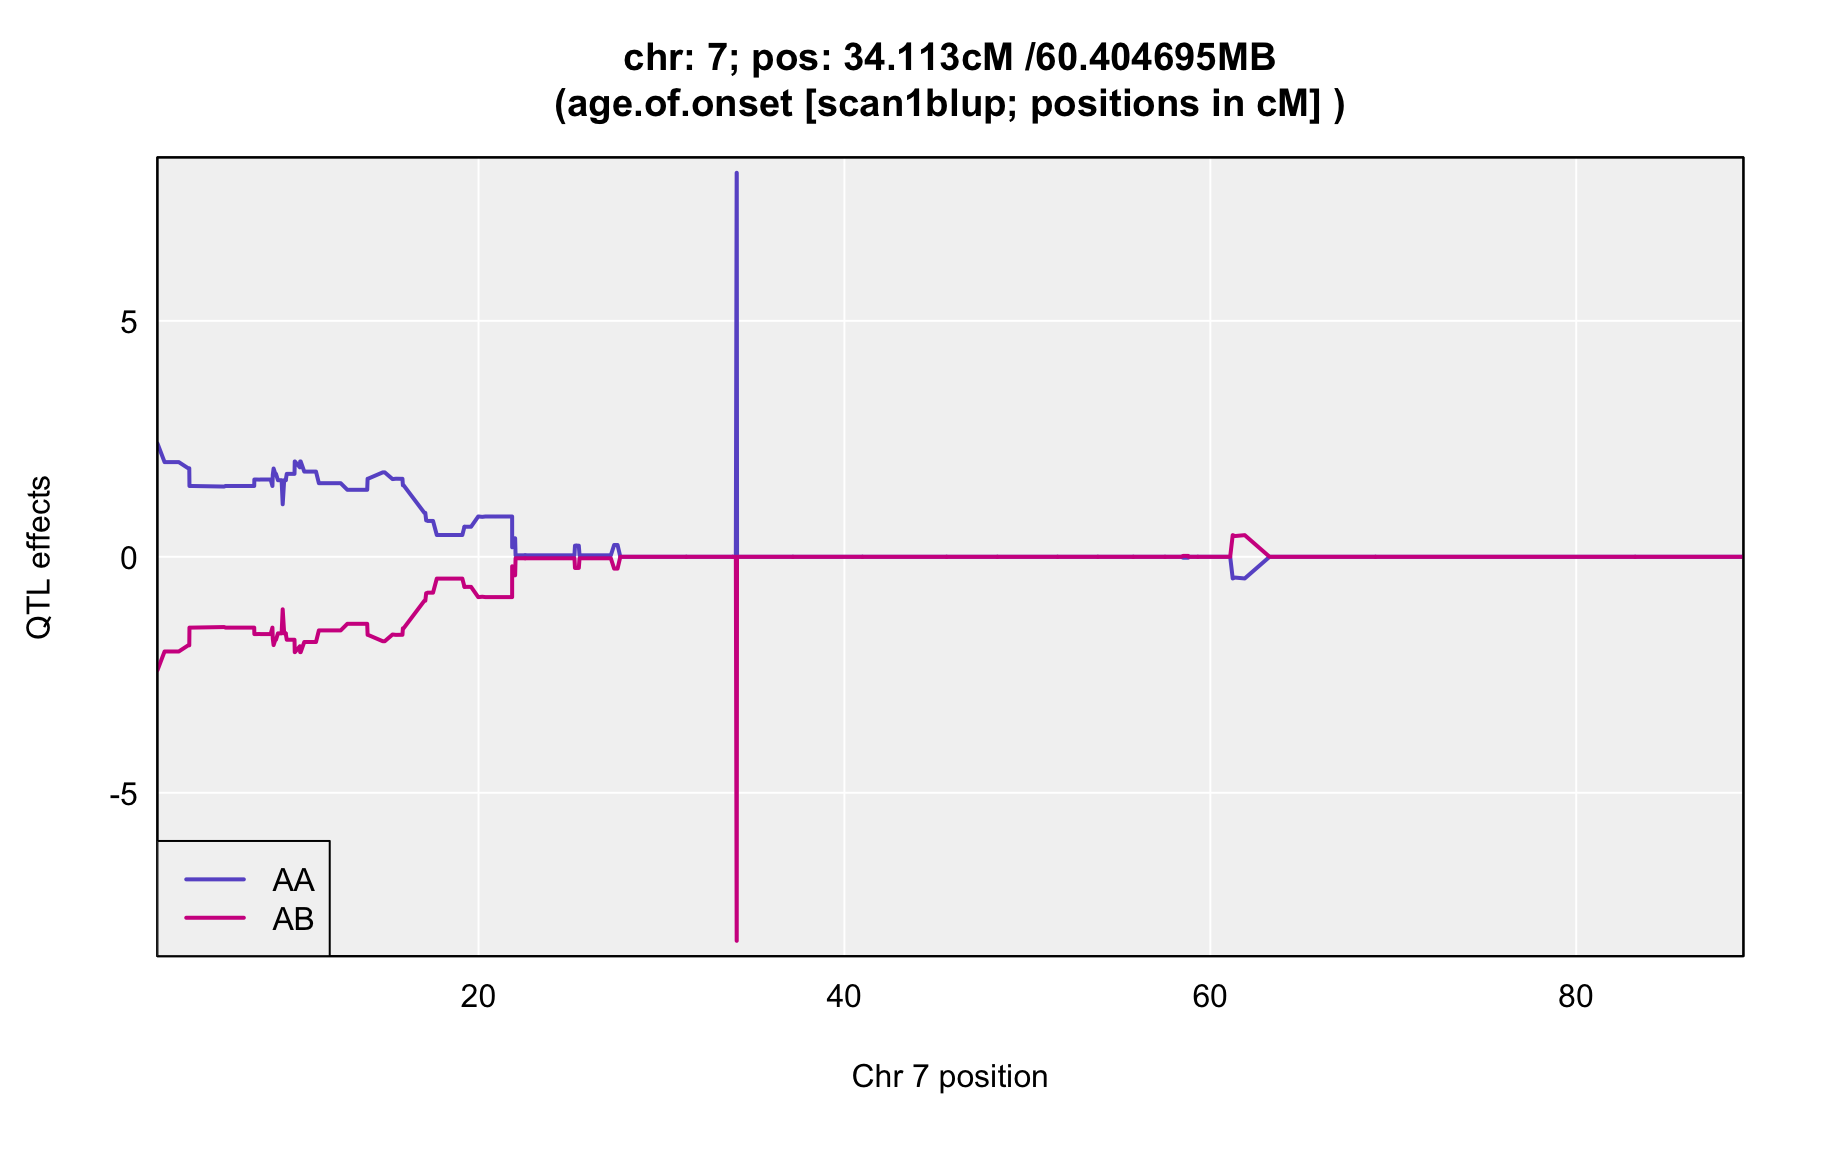 chr: 7; pos: 34.113cM /60.404695MB
(age.of.onset [scan1blup; positions in cM] )
QTL effects
5
0
-5
AA
AB
20 40 60 80
Chr 7 position